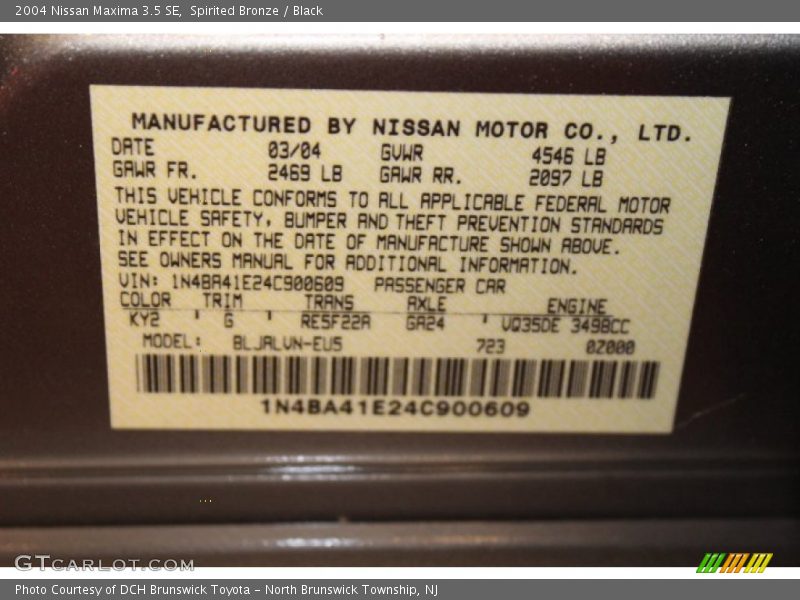 2004 Nissan Maxima 3.5 SE, Spirited Bronze / Black
MANUFACTURED BY NISSAN MOTOR CO., LTD.
DATE 03/04 GVWR 4546 LB
GAWR FR. 2469 LB GAWR RR. 2097 LB
THIS VEHICLE CONFORMS TO ALL APPLICABLE FEDERAL MOTOR
VEHICLE SAFETY, BUMPER AND THEFT PREVENTION STANDARDS
IN EFFECT ON THE DATE OF MANUFACTURE SHOWN ABOVE.
SEE OWNERS MANUAL FOR ADDITIONAL INFORMATION.
VIN: 1N4BA41E24C900609 PASSENGER CAR
COLOR TRIM TRANS AXLE ENGINE
KY2 ' G ' RE5F22A GA24 ' VQ35DE 3498CC
MODEL: BLJALVN-EU5 723 0Z000
1N4BA41E24C900609
GTCARLOT.COM
Photo Courtesy of DCH Brunswick Toyota - North Brunswick Township, NJ